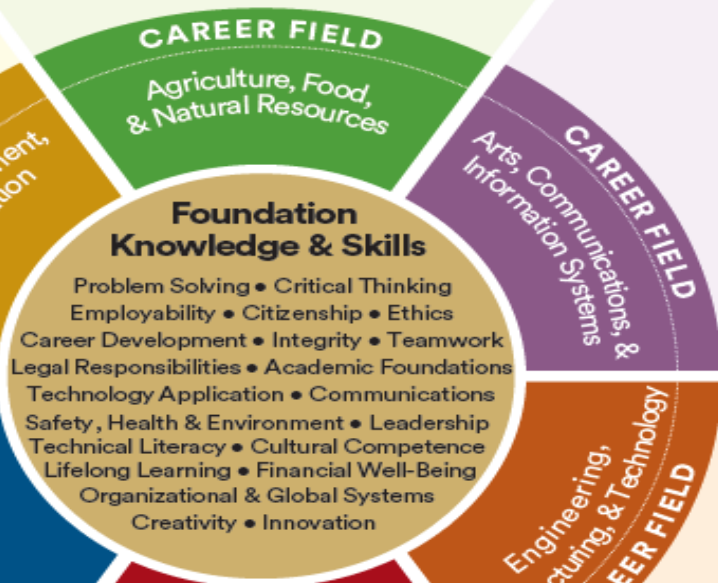 CAREER FIELD
Agriculture, Food,
& Natural Resources
CAREER FIELD
Arts, Communications, &
Information Systems
Foundation
Knowledge & Skills
Problem Solving • Critical Thinking
Employability • Citizenship • Ethics
Career Development • Integrity • Teamwork
Legal Responsibilities • Academic Foundations
Technology Application • Communications
Safety, Health & Environment • Leadership
Technical Literacy • Cultural Competence
Lifelong Learning • Financial Well-Being
Organizational & Global Systems
Creativity • Innovation
Engineering,
& Technology
FIELD